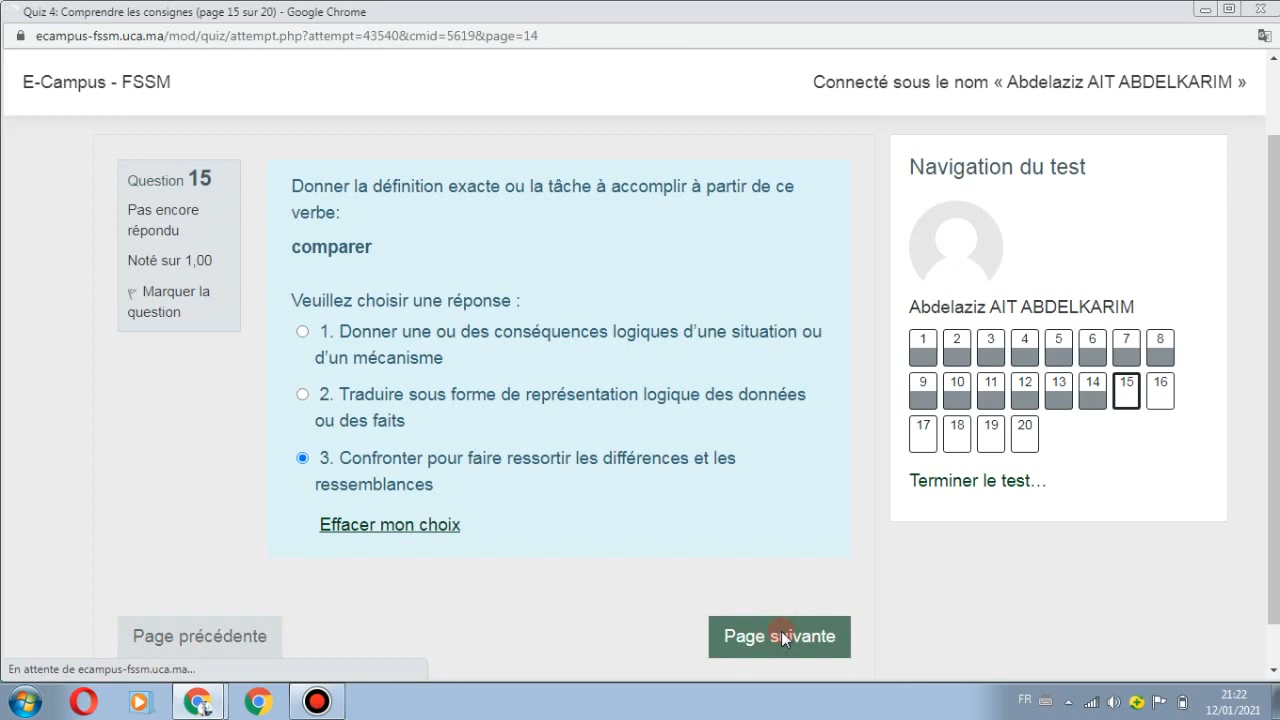 Quiz 4: Comprendre les consignes (page 15 sur 20) - Google Chrome
ecampus-fssm.uca.ma/mod/quiz/attempt.php?attempt=43540&cmid=5619&page=14
E-Campus - FSSM
Connecté sous le nom « Abdelaziz AIT ABDELKARIM »
Question 15
Pas encore
répondu
Noté sur 1,00
Marquer la
question
Donner la définition exacte ou la tâche à accomplir à partir de ce
verbe:
comparer
Veuillez choisir une réponse :
1. Donner une ou des conséquences logiques d’une situation ou
d’un mécanisme
2. Traduire sous forme de représentation logique des données
ou des faits
3. Confronter pour faire ressortir les différences et les
ressemblances
Effacer mon choix
Page précédente
Page suivante
Navigation du test
Abdelaziz AIT ABDELKARIM
1 2 3 4 5 6 7 8
9 10 11 12 13 14 15 16
17 18 19 20
Terminer le test…
En attente de ecampus-fssm.uca.ma...
FR
21:22
12/01/2021